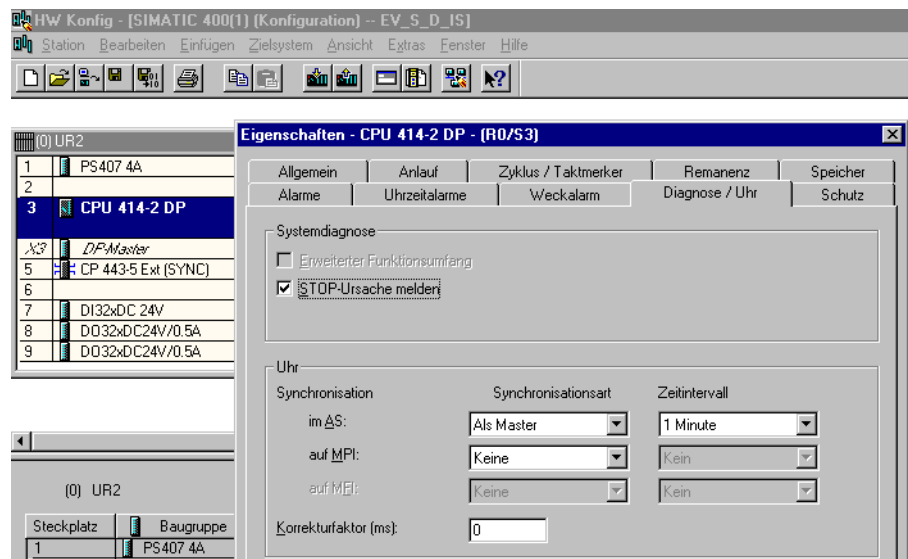 HW Konfig - [SIMATIC 400(1) (Konfiguration) -- EV_S_D_IS]
Station Bearbeiten Einfügen Zielsystem Ansicht Extras Fenster Hilfe
(0) UR2
1 PS407 4A
2
3 CPU 414-2 DP
X3 DP-Master
5 CP 443-5 Ext (SYNC)
6
7 DI32xDC 24V
8 DO32xDC24V/0.5A
9 DO32xDC24V/0.5A
(0) UR2
Steckplatz Baugruppe
1 PS407 4A
Eigenschaften - CPU 414-2 DP - (R0/S3)
Allgemein Anlauf Zyklus / Taktmerker Remanenz Speicher
Alarme Uhrzeitalarme Weckalarm Diagnose / Uhr Schutz
Systemdiagnose
Erweiterter Funktionsumfang
STOP-Ursache melden
Uhr
Synchronisation Synchronisationsart Zeitintervall
im AS: Als Master 1 Minute
auf MPI: Keine Kein
auf MFI: Keine Kein
Korrekturfaktor (ms): 0